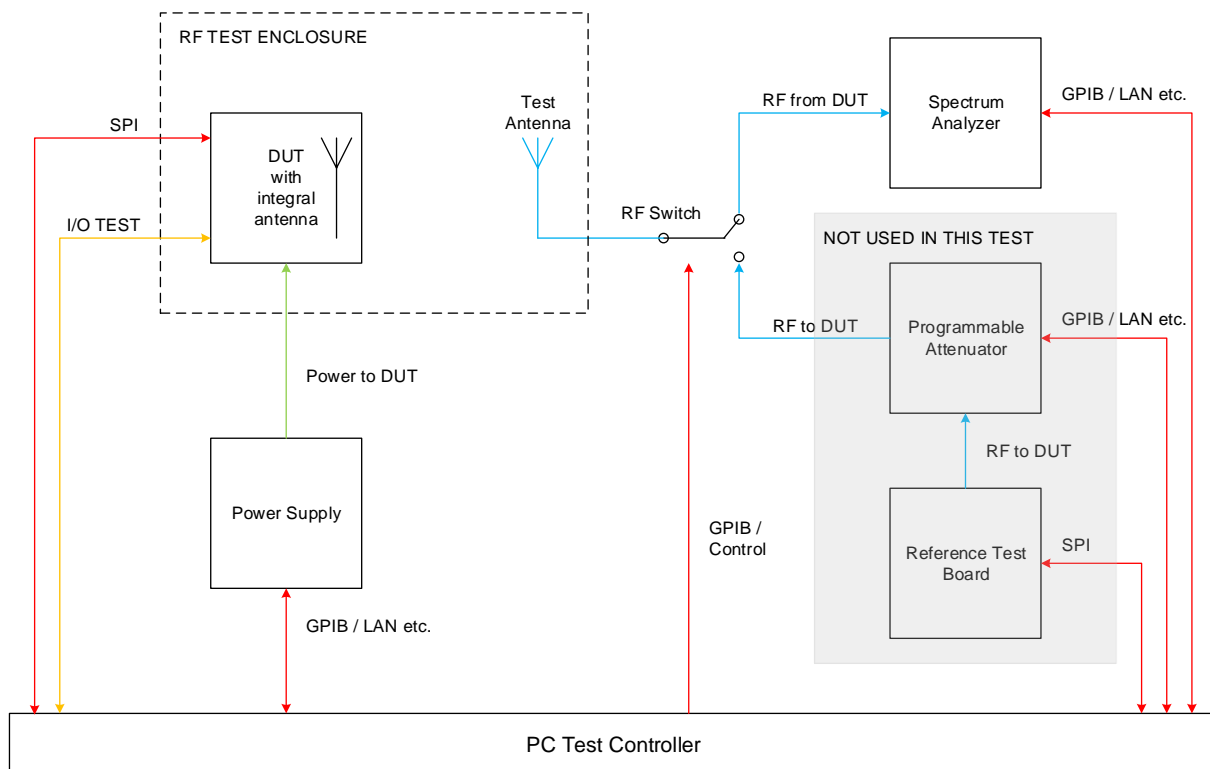 RF TEST ENCLOSURE
SPI
I/O TEST
DUT
with
integral
antenna
Test
Antenna
RF Switch
RF from DUT
Spectrum
Analyzer
GPIB / LAN etc.
NOT USED IN THIS TEST
RF to DUT
Programmable
Attenuator
GPIB / LAN etc.
RF to DUT
Reference Test
Board
SPI
Power to DUT
Power Supply
GPIB / LAN etc.
GPIB /
Control
PC Test Controller